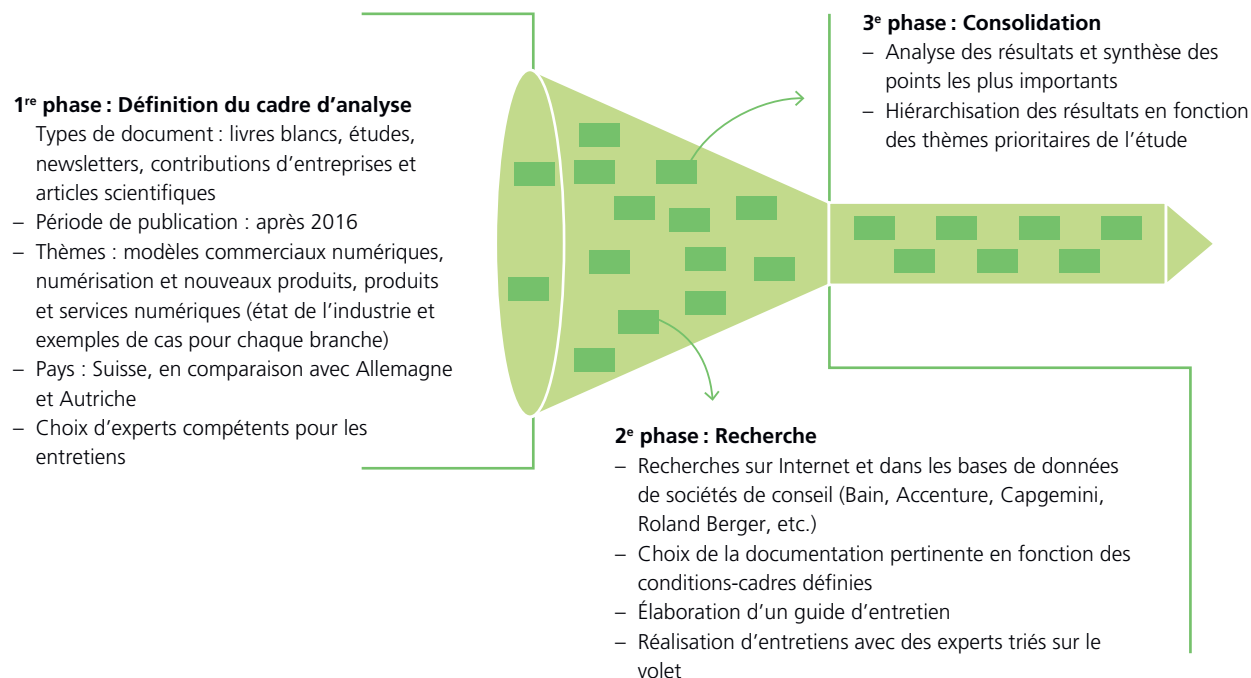 1re phase : Définition du cadre d’analyse
Types de document : livres blancs, études,
newsletters, contributions d’entreprises et
articles scientifiques
– Période de publication : après 2016
– Thèmes : modèles commerciaux numériques,
numérisation et nouveaux produits, produits
et services numériques (état de l’industrie et
exemples de cas pour chaque branche)
– Pays : Suisse, en comparaison avec Allemagne
et Autriche
– Choix d’experts compétents pour les
entretiens
2e phase : Recherche
– Recherches sur Internet et dans les bases de données
de sociétés de conseil (Bain, Accenture, Capgemini,
Roland Berger, etc.)
– Choix de la documentation pertinente en fonction des
conditions-cadres définies
– Élaboration d’un guide d’entretien
– Réalisation d’entretiens avec des experts triés sur le
volet
3e phase : Consolidation
– Analyse des résultats et synthèse des
points les plus importants
– Hiérarchisation des résultats en fonction
des thèmes prioritaires de l’étude